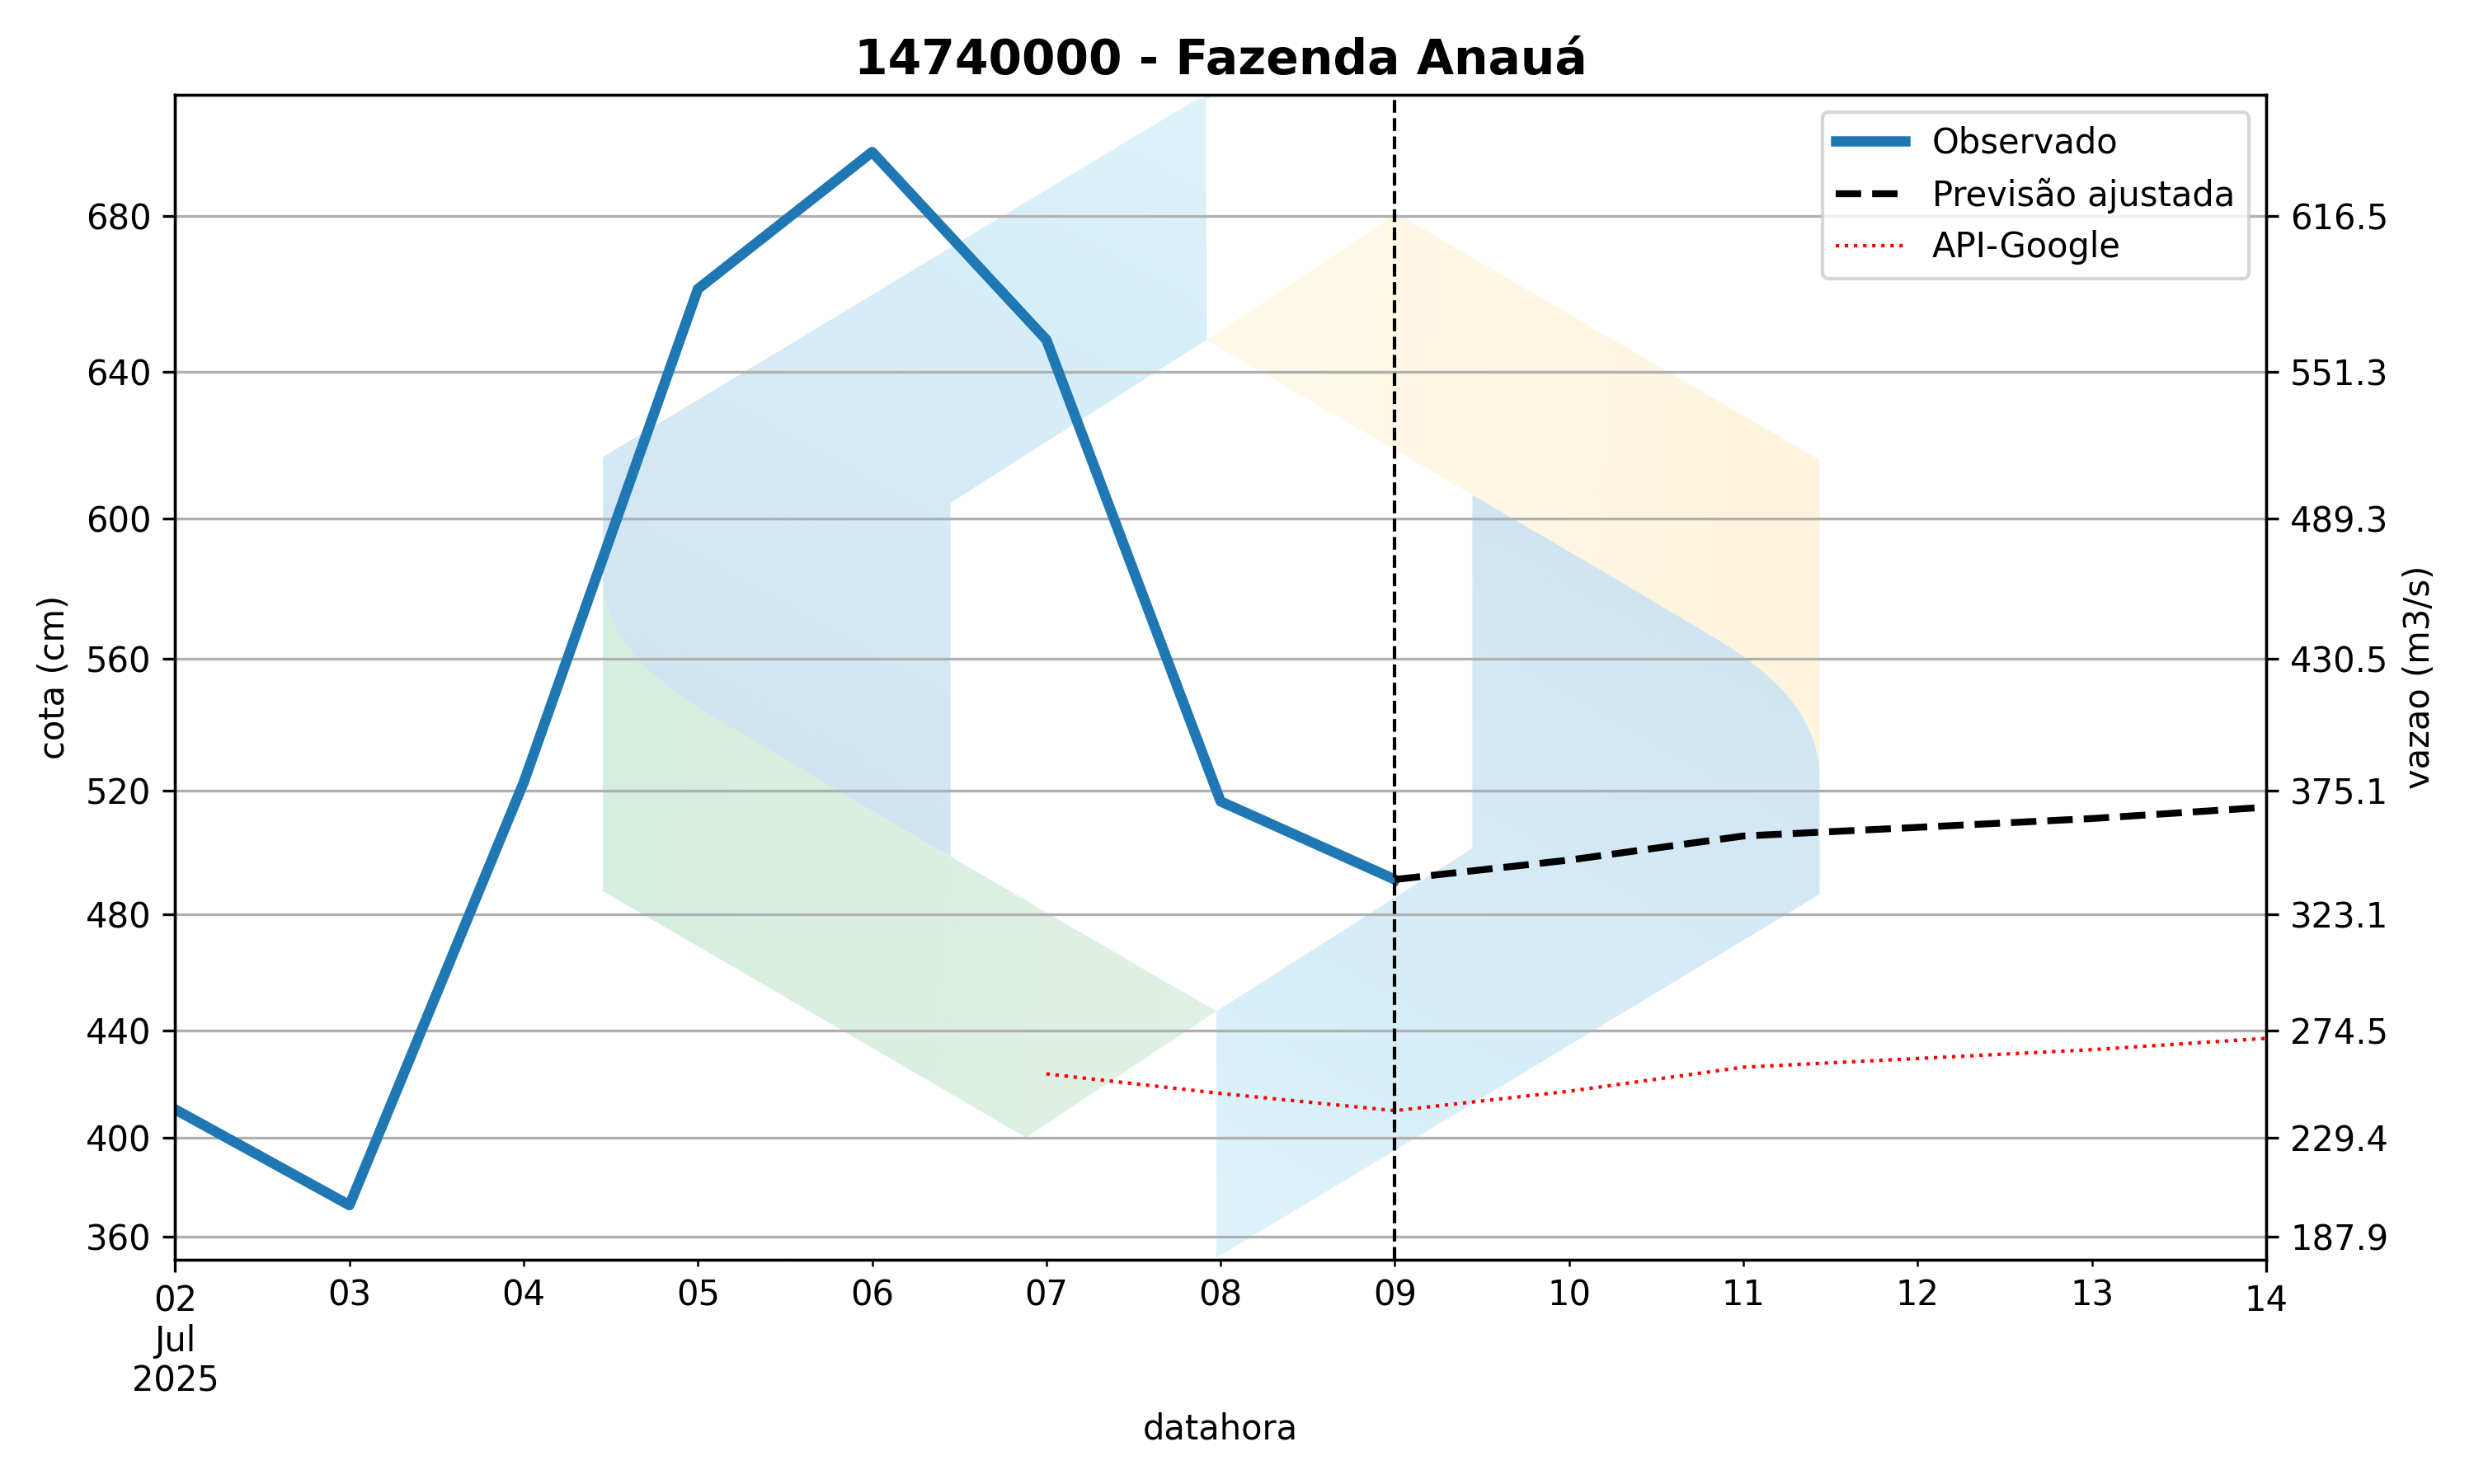 14740000 - Fazenda Anauá
Observado
Previsão ajustada
API-Google
680
640
600
560
520
480
440
400
360
cota (cm)
616.5
551.3
489.3
430.5
375.1
323.1
274.5
229.4
187.9
vazao (m3/s)
02 03 04 05 06 07 08 09 10 11 12 13 14
Jul
2025
datahora